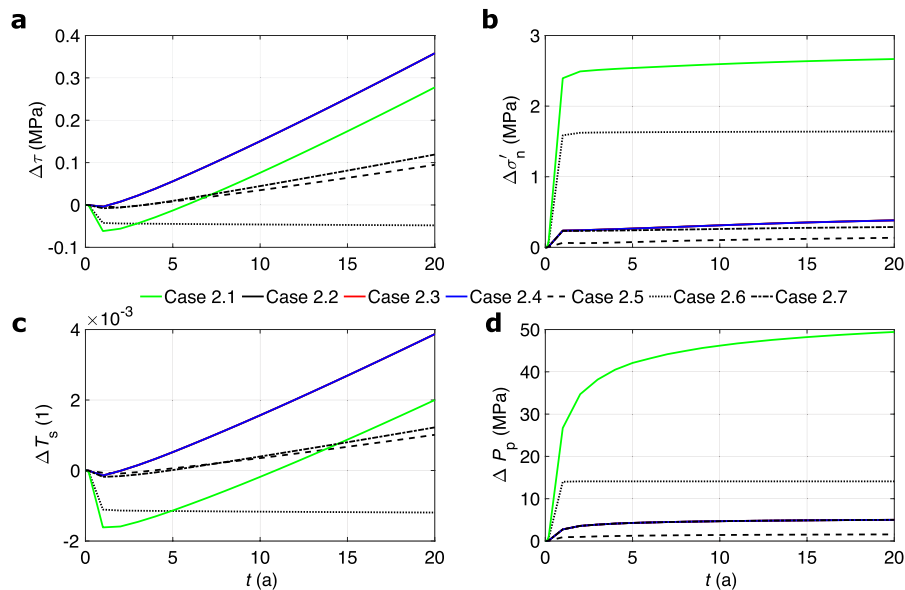 a
0.4
0.3
0.2
0.1
0
-0.1
Δτ (MPa)
0 5 10 15 20
b
3
2
1
0
Δσ′n (MPa)
0 5 10 15 20
Case 2.1 Case 2.2 Case 2.3 Case 2.4 Case 2.5 Case 2.6 Case 2.7
c
×10⁻³
4
2
0
-2
Δ Ts (1)
0 5 10 15 20
t (a)
d
50
40
30
20
10
0
Δ Pp (MPa)
0 5 10 15 20
t (a)